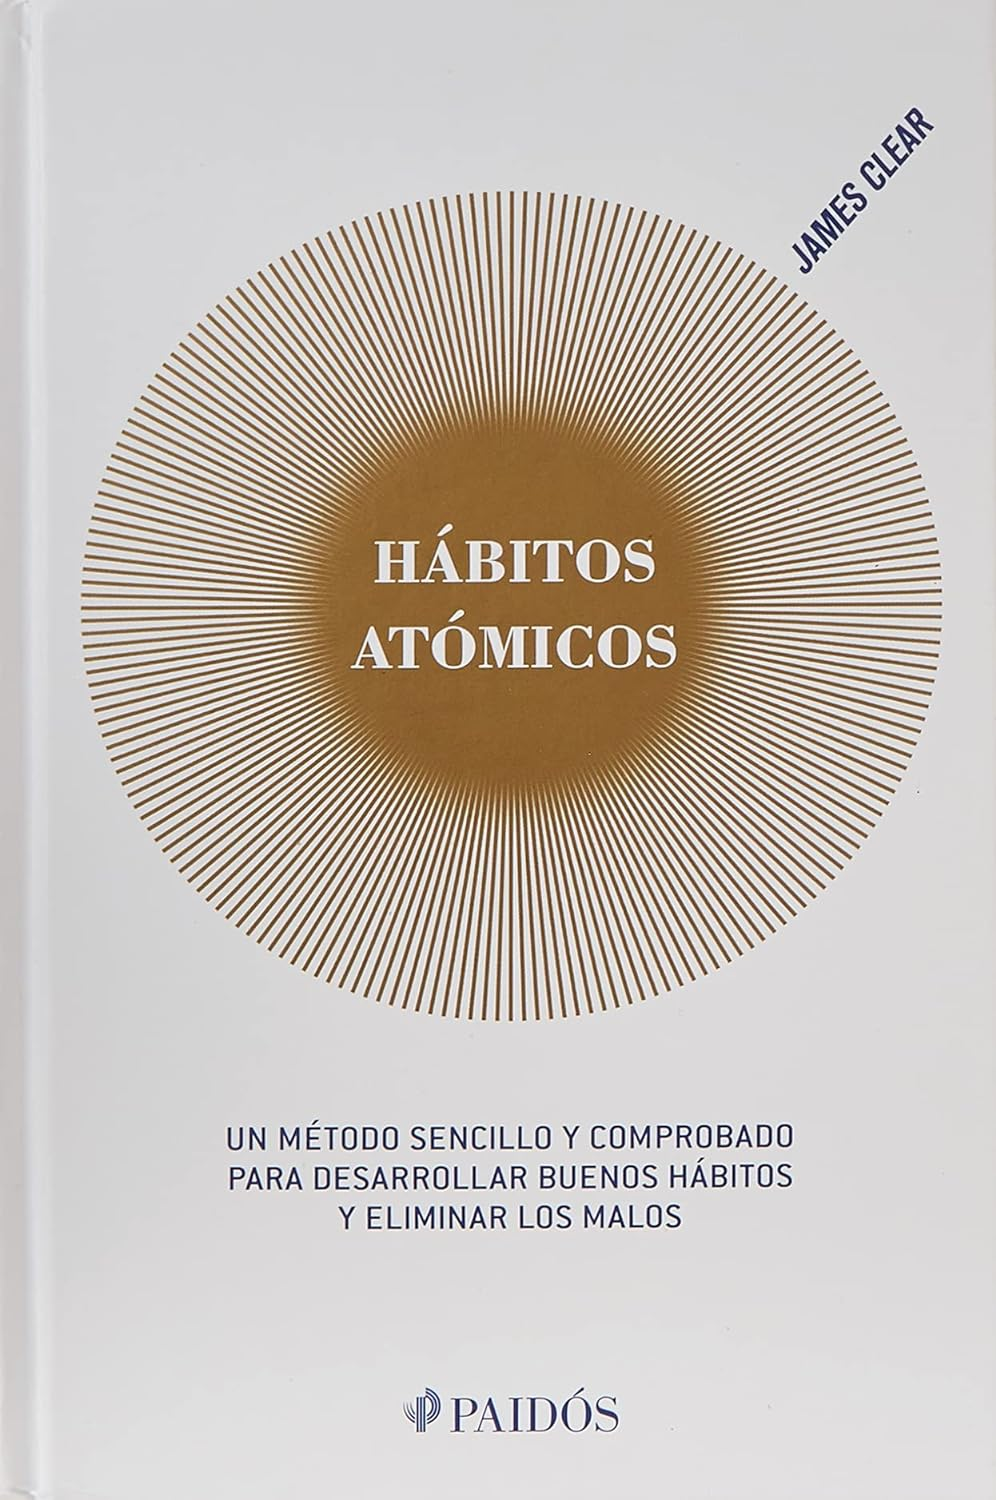 JAMES CLEAR
HÁBITOS
ATÓMICOS
UN MÉTODO SENCILLO Y COMPROBADO
PARA DESARROLLAR BUENOS HÁBITOS
Y ELIMINAR LOS MALOS
PAIDÓS